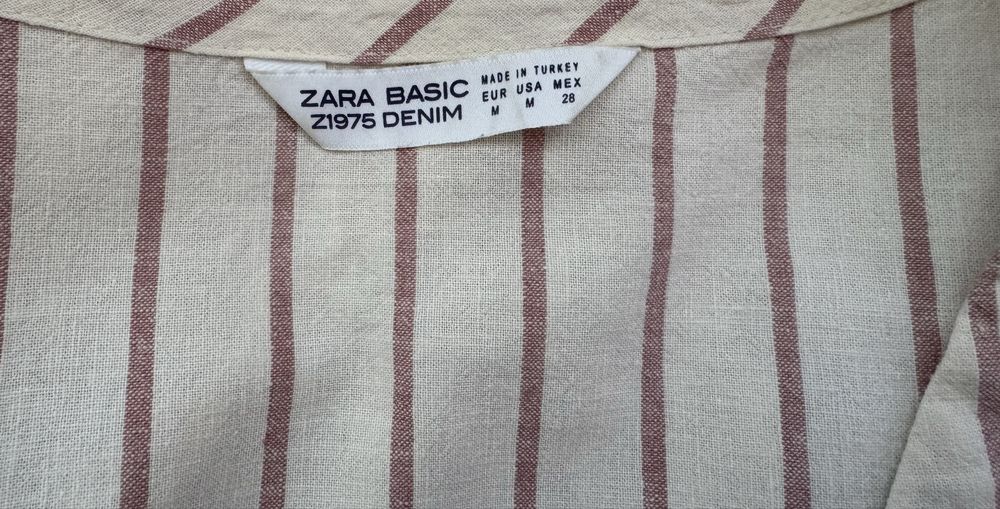 ZARA BASIC
Z1975 DENIM
MADE IN TURKEY
EUR USA MEX
M M 28